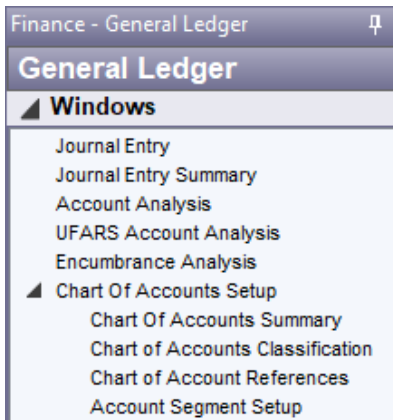 Finance - General Ledger
General Ledger
Windows
Journal Entry
Journal Entry Summary
Account Analysis
UFARS Account Analysis
Encumbrance Analysis
Chart Of Accounts Setup
Chart Of Accounts Summary
Chart of Accounts Classification
Chart of Account References
Account Segment Setup